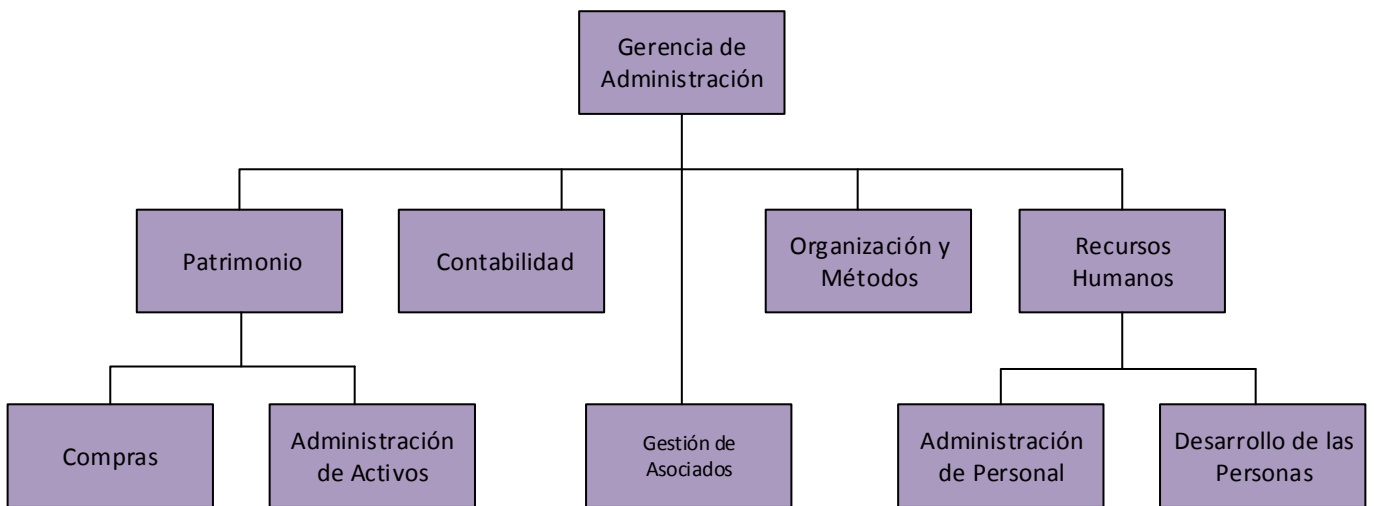 Gerencia de
Administración
Patrimonio
Contabilidad
Organización y
Métodos
Recursos
Humanos
Compras
Administración
de Activos
Gestión de
Asociados
Administración
de Personal
Desarrollo de las
Personas